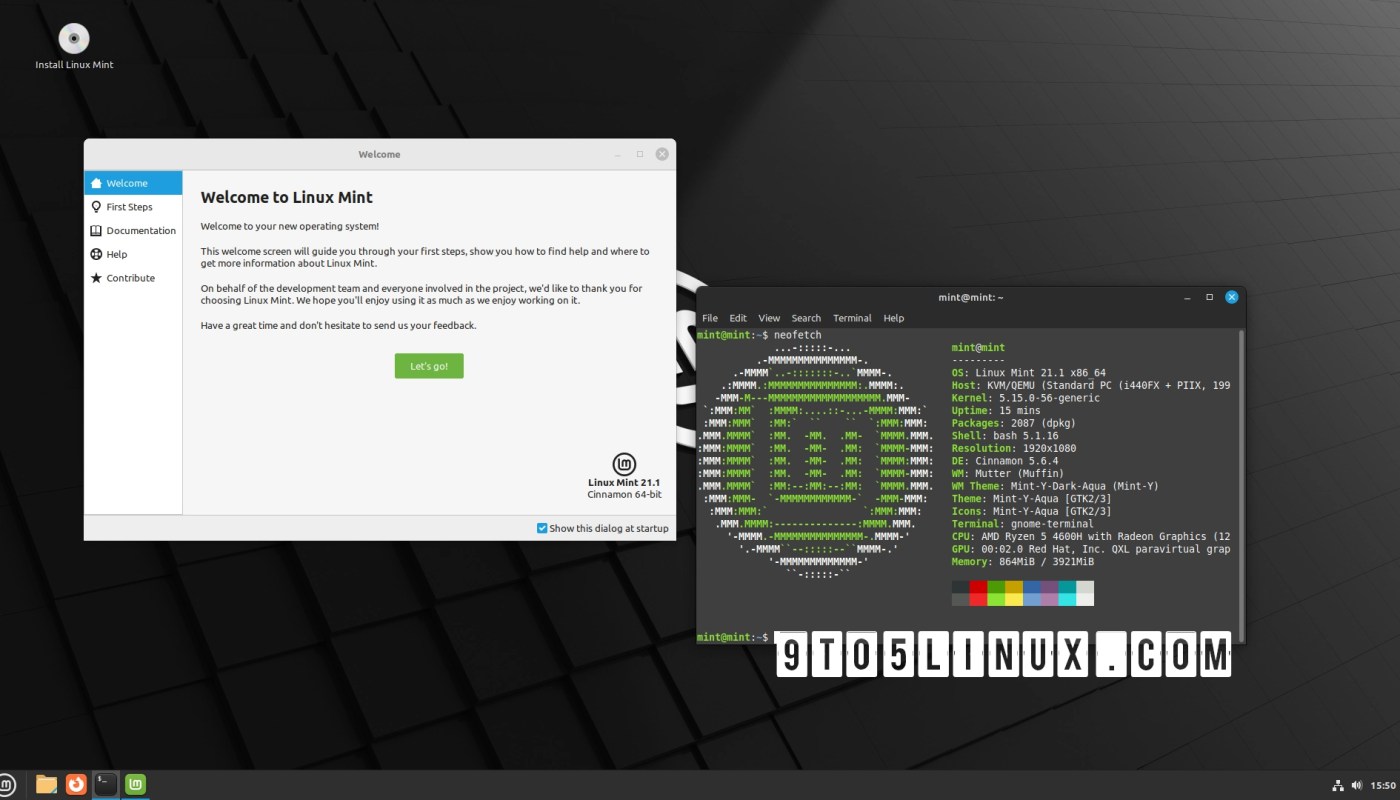 Install Linux Mint
Welcome
Welcome
First Steps
Documentation
Help
Contribute
Welcome to Linux Mint
Welcome to your new operating system!
This welcome screen will guide you through your first steps, show you how to find help and where to
get more information about Linux Mint.
On behalf of the development team and everyone involved in the project, we'd like to thank you for
choosing Linux Mint. We hope you'll enjoy using it as much as we enjoy working on it.
Have a great time and don't hesitate to send us your feedback.
Let's go!
Linux Mint 21.1
Cinnamon 64-bit
Show this dialog at startup
mint@mint: ~
File Edit View Search Terminal Help
mint@mint:~$ neofetch
mint@mint
---------
OS: Linux Mint 21.1 x86_64
Host: KVM/QEMU (Standard PC (i440FX + PIIX, 199
Kernel: 5.15.0-56-generic
Uptime: 15 mins
Packages: 2087 (dpkg)
Shell: bash 5.1.16
Resolution: 1920x1080
DE: Cinnamon 5.6.4
WM: Mutter (Muffin)
WM Theme: Mint-Y-Dark-Aqua (Mint-Y)
Theme: Mint-Y-Aqua [GTK2/3]
Icons: Mint-Y-Aqua [GTK2/3]
Terminal: gnome-terminal
CPU: AMD Ryzen 5 4600H with Radeon Graphics (12
GPU: 00:02.0 Red Hat, Inc. QXL paravirtual grap
Memory: 864MiB / 3921MiB
mint@mint:~$
9TO5LINUX.COM
15:50